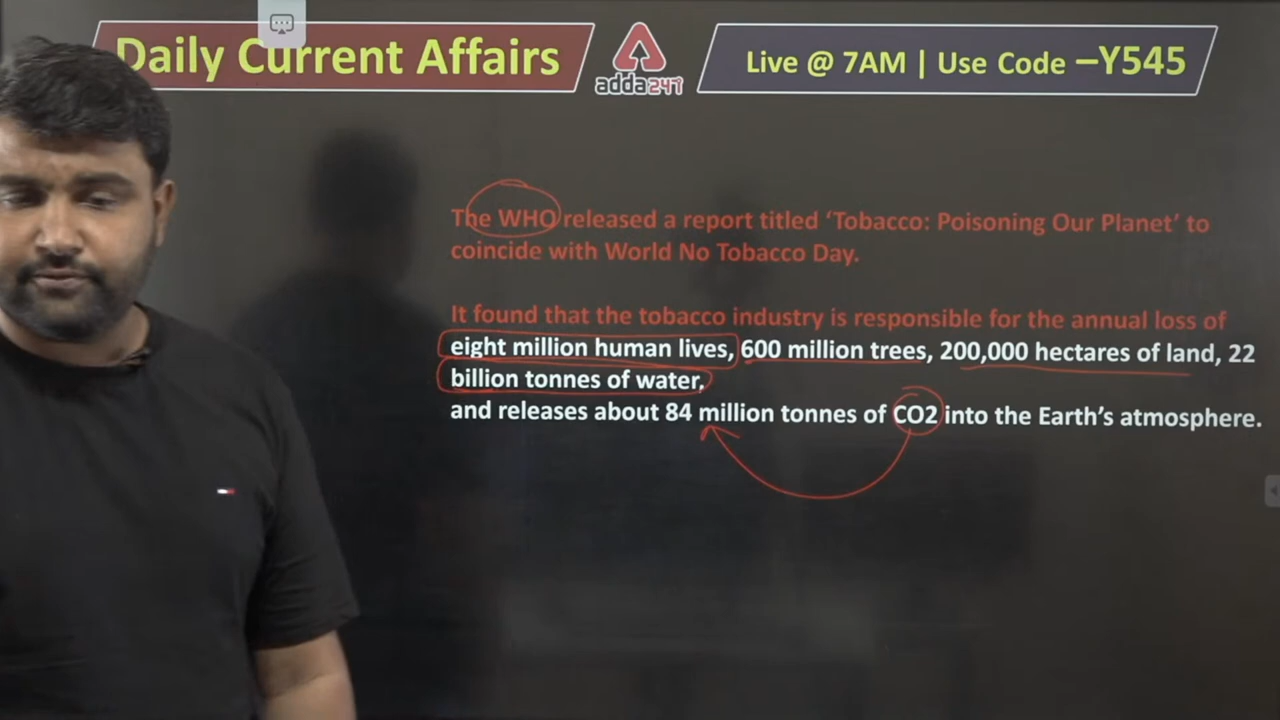 Daily Current Affairs
adda247
Live @ 7AM | Use Code –Y545
The WHO released a report titled ‘Tobacco: Poisoning Our Planet’ to
coincide with World No Tobacco Day.
It found that the tobacco industry is responsible for the annual loss of
eight million human lives, 600 million trees, 200,000 hectares of land, 22
billion tonnes of water,
and releases about 84 million tonnes of CO2 into the Earth’s atmosphere.